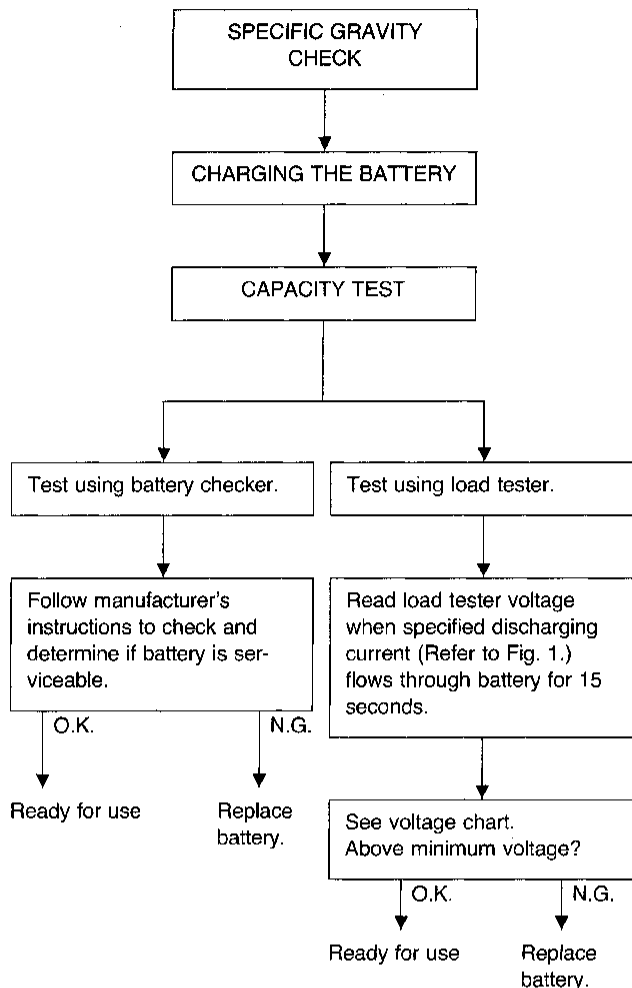 SPECIFIC GRAVITY
CHECK
CHARGING THE BATTERY
CAPACITY TEST
Test using battery checker.
Test using load tester.
Follow manufacturer's
instructions to check and
determine if battery is ser-
viceable.
Read load tester voltage
when specified discharging
current (Refer to Fig. 1.)
flows through battery for 15
seconds.
O.K.
N.G.
Ready for use
Replace
battery.
See voltage chart.
Above minimum voltage?
O.K.
N.G.
Ready for use
Replace
battery.